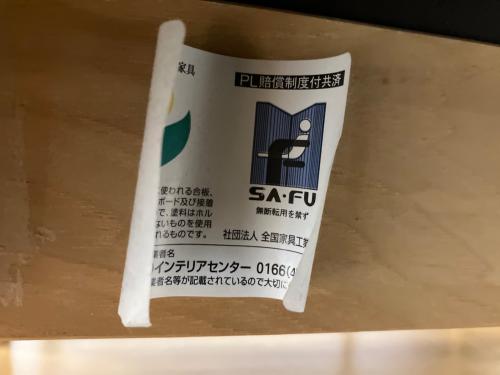 家具
PL賠償制度付共済
SA・FU
無断転用を禁ず
使われる合板、
ボード及び接着
で、塗料はホル
ないものを使用
れるものです。
社団法人 全国家具工業
業者名
インテリアセンター 0166(4
業者名等が記載されているので大切に